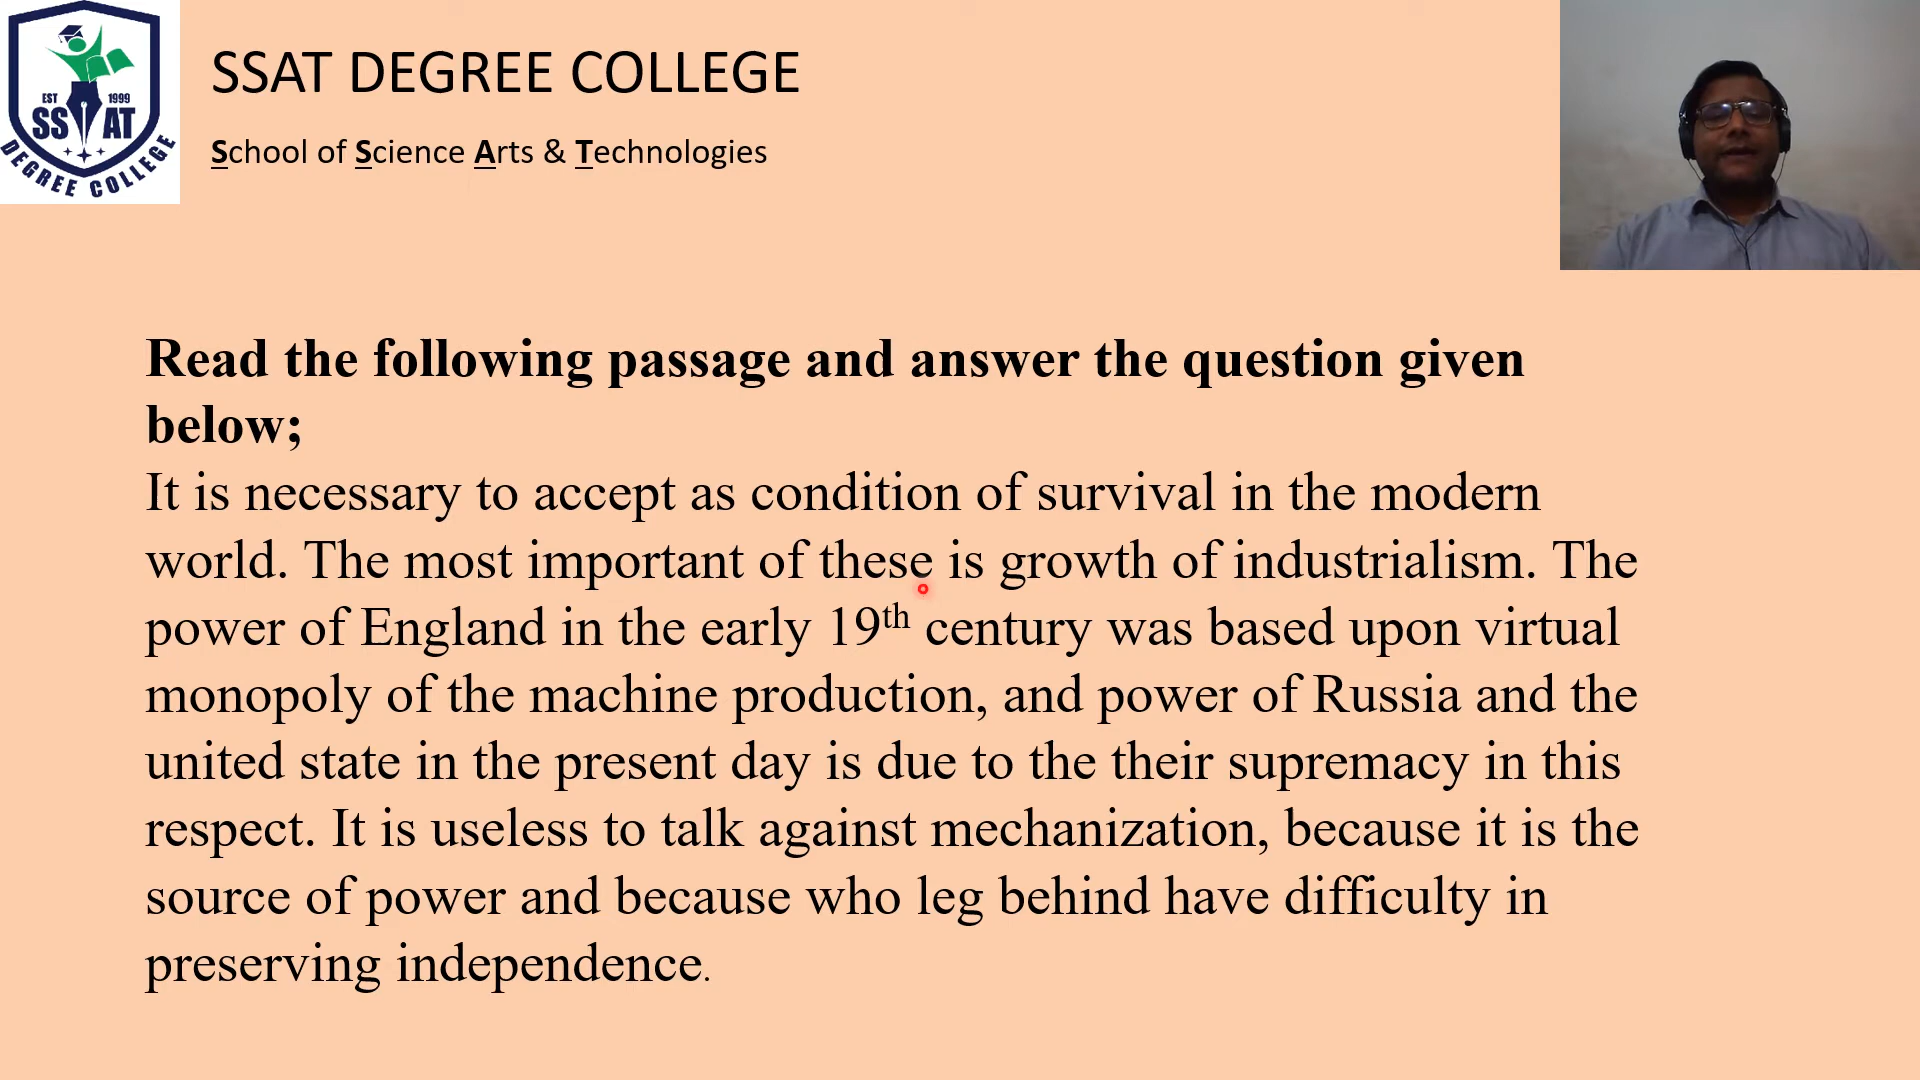 EST 1999
SS AT
DEGREE COLLEGE
SSAT DEGREE COLLEGE
School of Science Arts & Technologies
Read the following passage and answer the question given
below;
It is necessary to accept as condition of survival in the modern
world. The most important of these is growth of industrialism. The
power of England in the early 19th century was based upon virtual
monopoly of the machine production, and power of Russia and the
united state in the present day is due to the their supremacy in this
respect. It is useless to talk against mechanization, because it is the
source of power and because who leg behind have difficulty in
preserving independence.